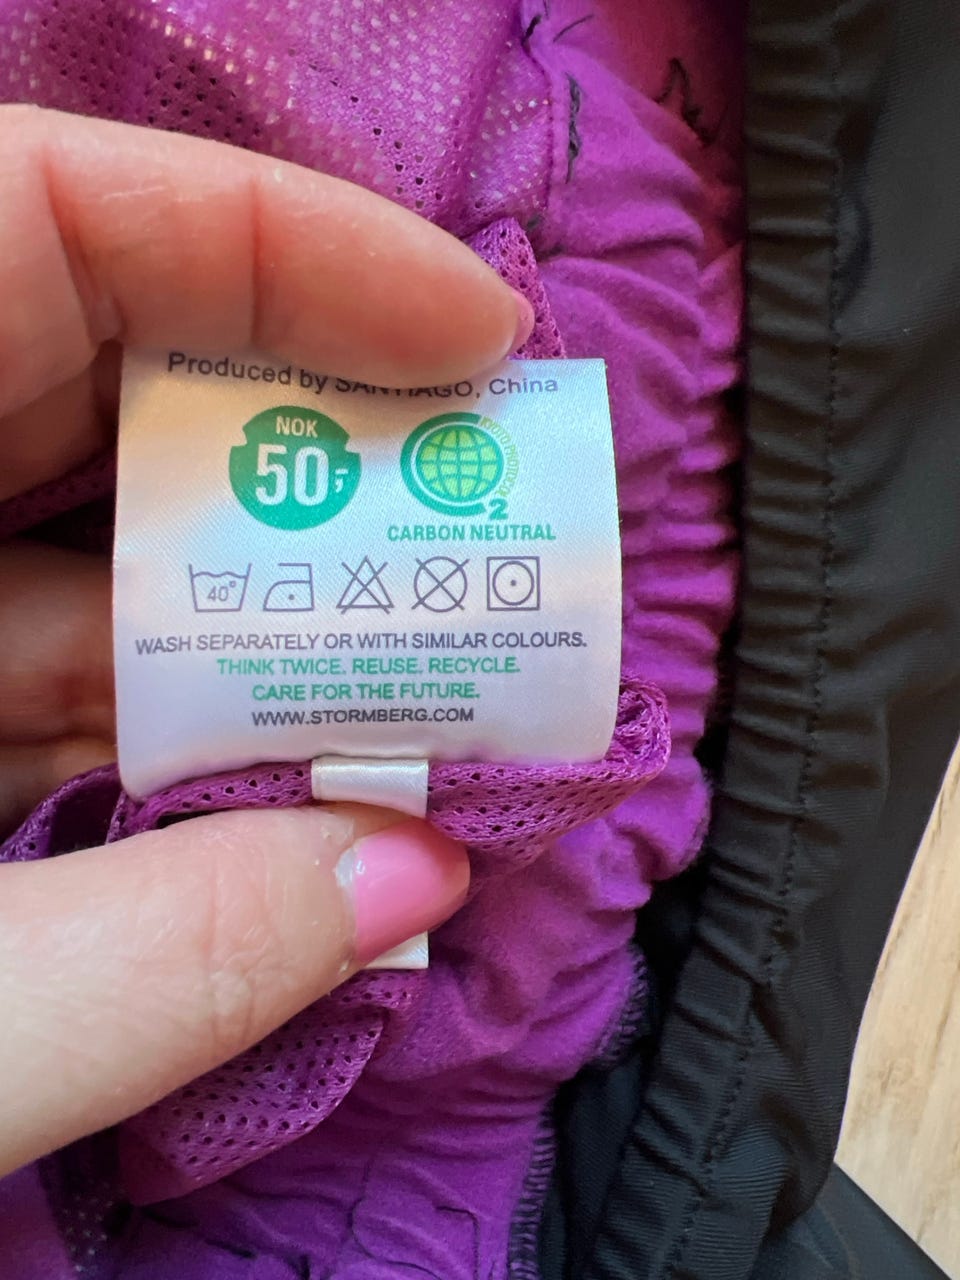 Produced by SANTIAGO, China
NOK
50,-
2
CARBON NEUTRAL
40°
WASH SEPARATELY OR WITH SIMILAR COLOURS.
THINK TWICE. REUSE. RECYCLE.
CARE FOR THE FUTURE.
WWW.STORMBERG.COM